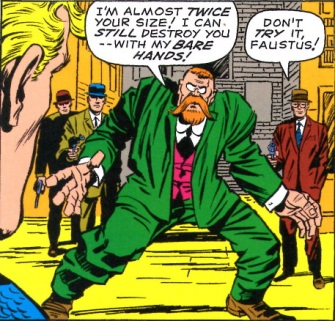 I'M ALMOST TWICE
YOUR SIZE! I CAN
STILL DESTROY YOU
--WITH MY BARE
HANDS!
DON'T
TRY IT,
FAUSTUS!